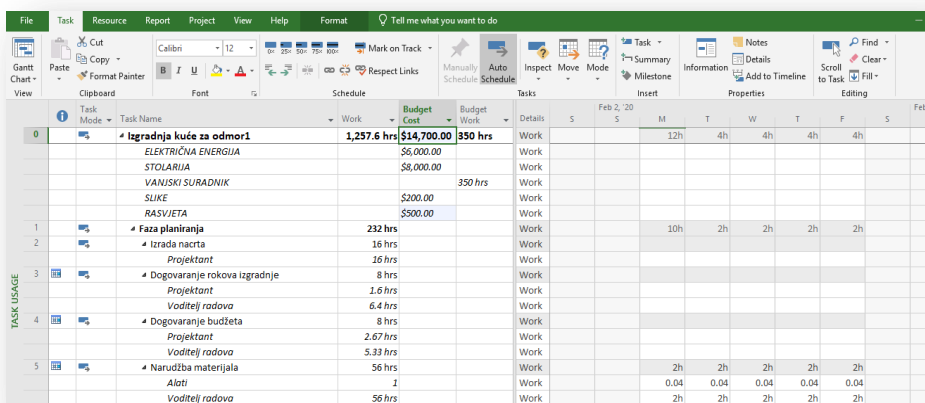 File Task Resource Report Project View Help Format Tell me what you want to do
Gantt Chart
View
Paste
Cut
Copy
Format Painter
Clipboard
Calibri 12
B I U A
Font
0% 25% 50% 75% 100%
Mark on Track
Respect Links
Schedule
Manually Schedule
Auto Schedule
Inspect
Move
Mode
Tasks
Task
Summary
Milestone
Insert
Information
Notes
Details
Add to Timeline
Properties
Scroll to Task
Find
Clear
Fill
Editing
Task Mode Task Name Work Budget Cost Budget Work Details Feb 2, '20 Feb
S S M T W T F S
0 Izgradnja kuće za odmor1 1,257.6 hrs $14,700.00 350 hrs Work 12h 4h 4h 4h 4h
ELEKTRIČNA ENERGIJA $6,000.00 Work
STOLARIJA $8,000.00 Work
VANJSKI SURADNIK 350 hrs Work
SLIKE $200.00 Work
RASVJETA $500.00 Work
1 Faza planiranja 232 hrs Work 10h 2h 2h 2h 2h
2 Izrada nacrta 16 hrs Work
Projektant 16 hrs Work
3 Dogovaranje rokova izgradnje 8 hrs Work
Projektant 1.6 hrs Work
Voditelj radova 6.4 hrs Work
4 Dogovaranje budžeta 8 hrs Work
Projektant 2.67 hrs Work
Voditelj radova 5.33 hrs Work
5 Narudžba materijala 56 hrs Work 2h 2h 2h 2h 2h
Alati 1 Work 0.04 0.04 0.04 0.04 0.04
Voditelj radova 56 hrs Work 2h 2h 2h 2h 2h
TASK USAGE